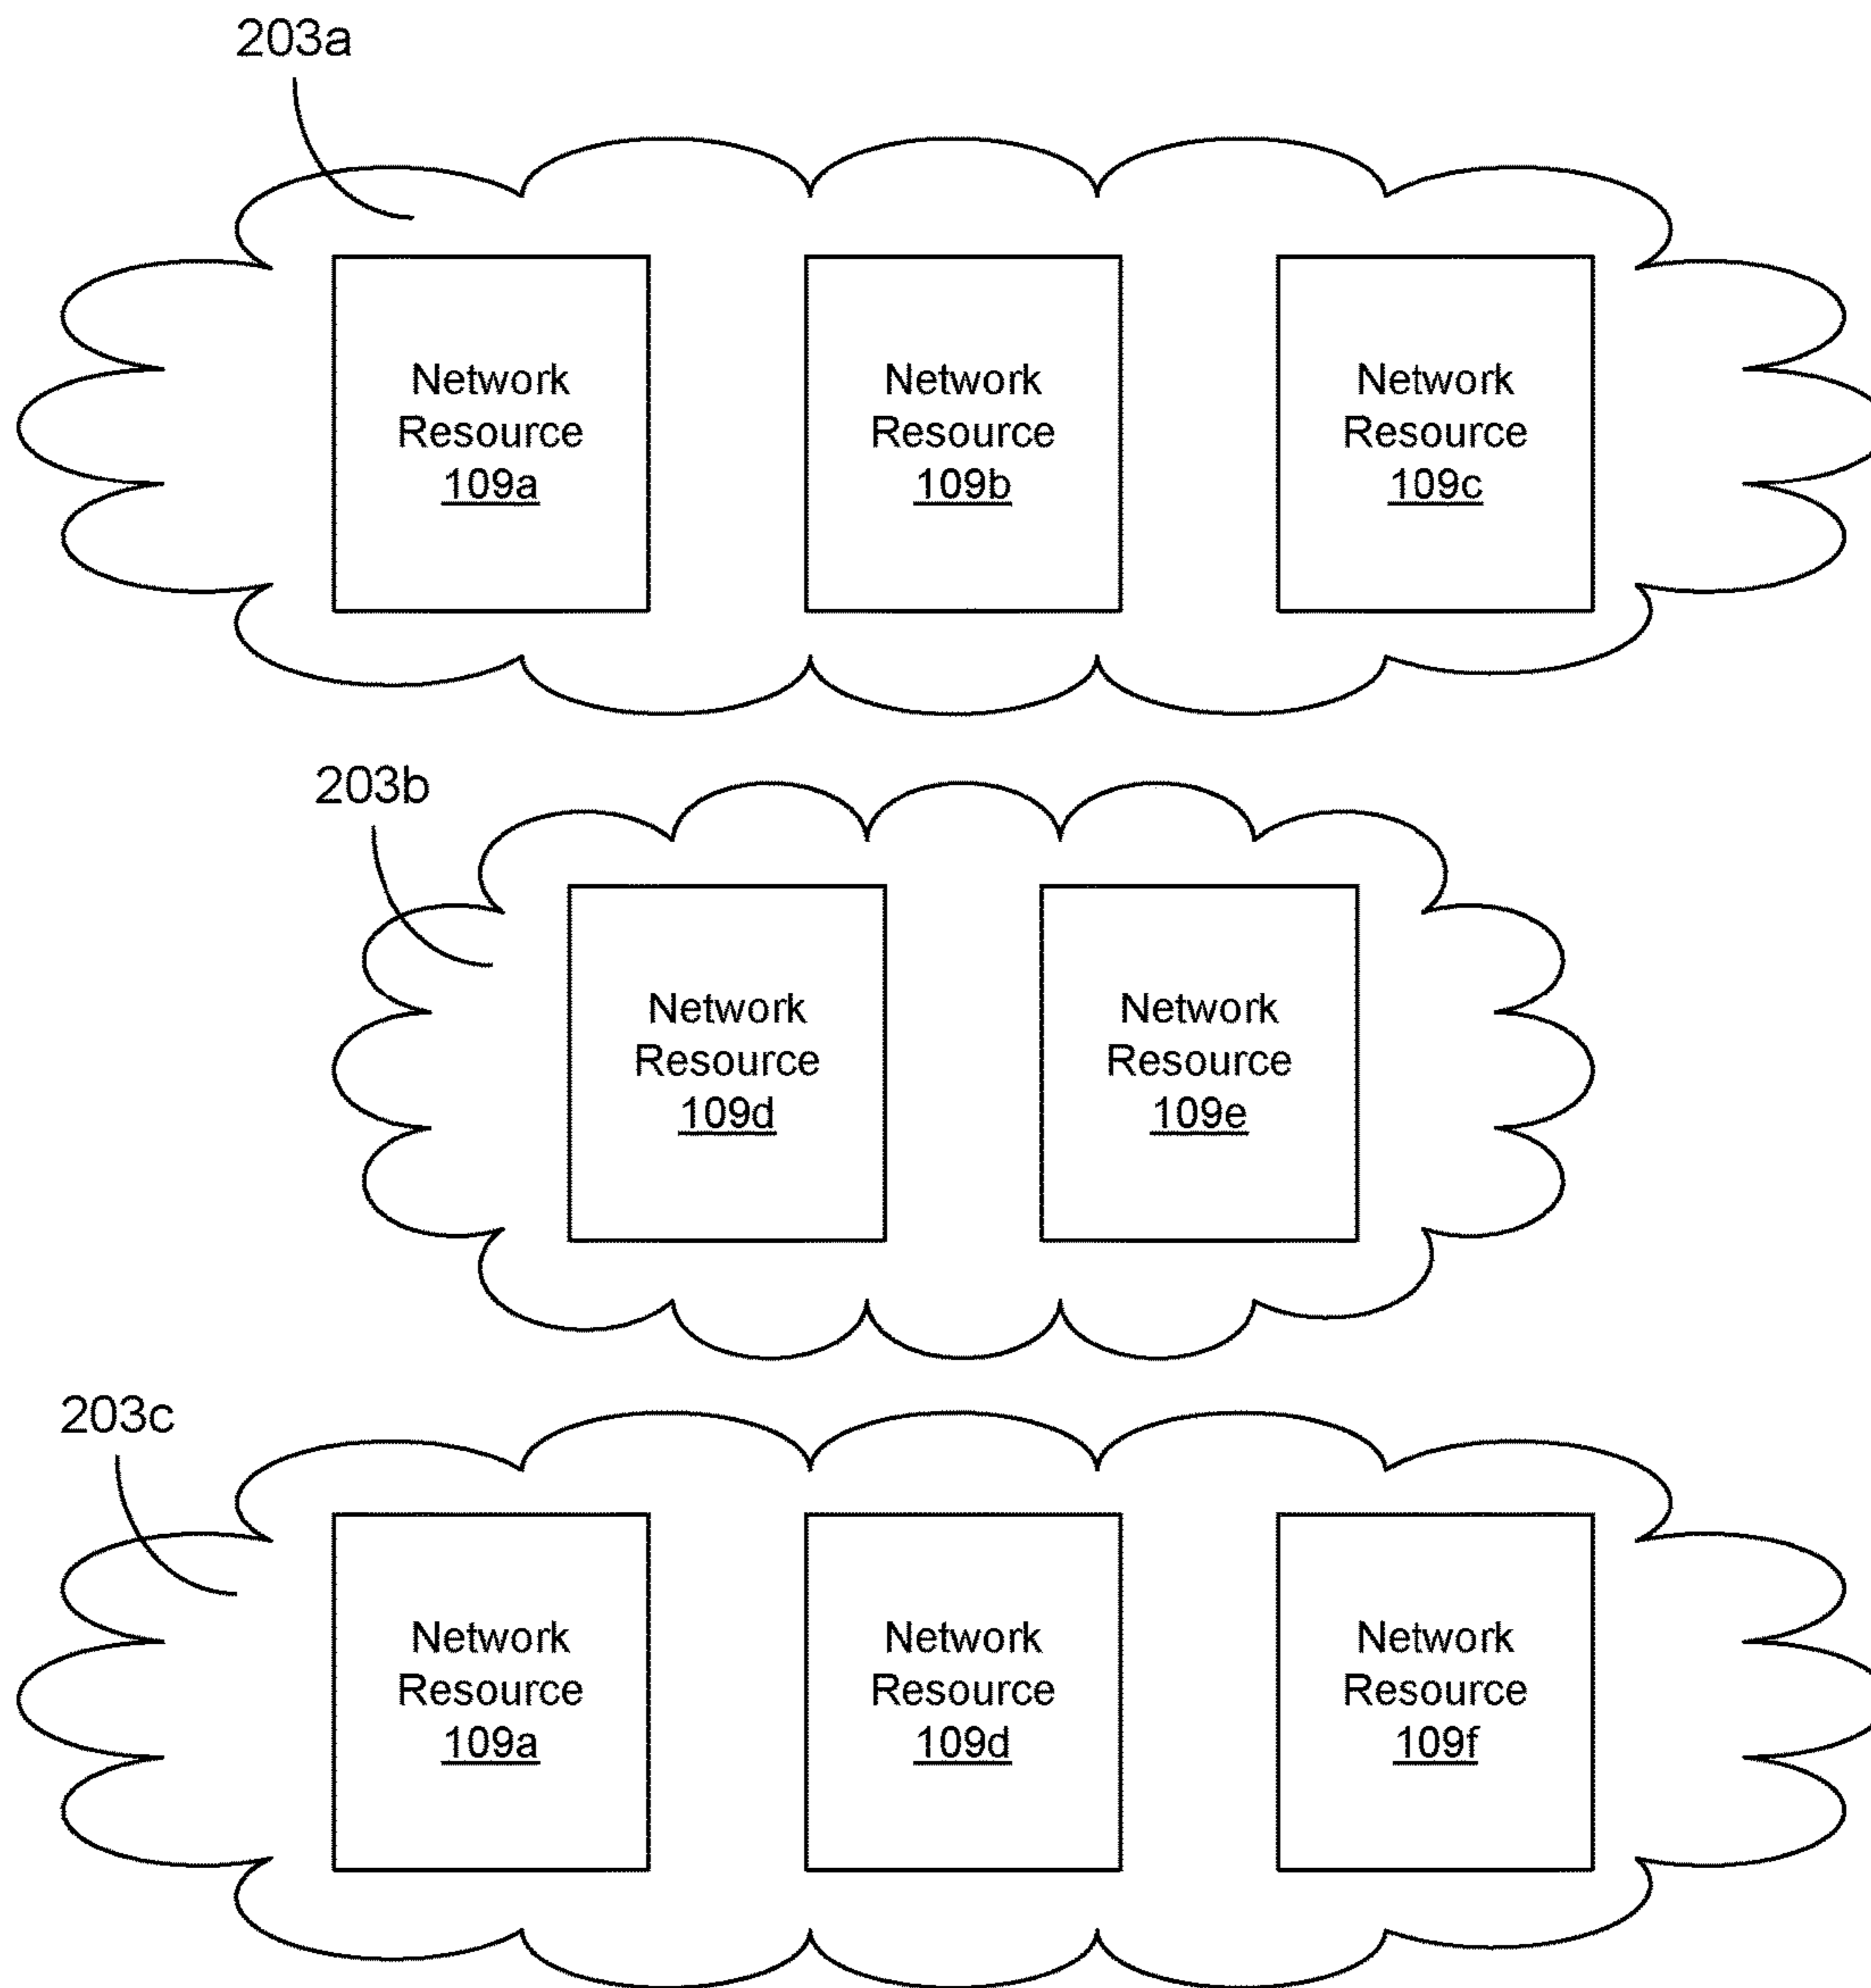 203a
Network
Resource
109a
Network
Resource
109b
Network
Resource
109c
203b
Network
Resource
109d
Network
Resource
109e
203c
Network
Resource
109a
Network
Resource
109d
Network
Resource
109f